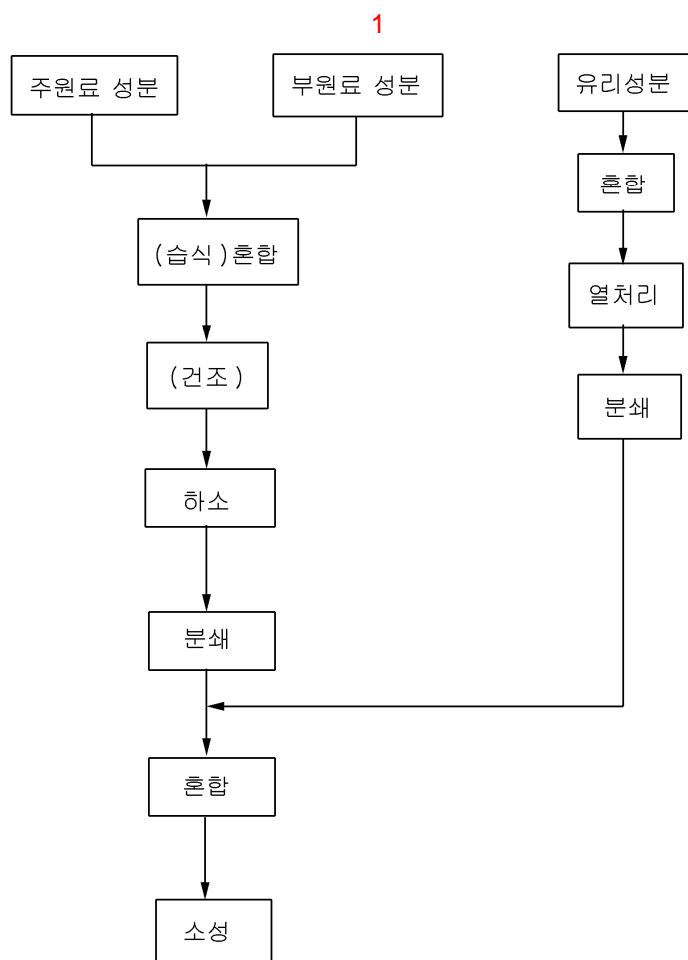 1
주원료 성분
부원료 성분
유리성분
혼합
(습식)혼합
열처리
(건조)
분쇄
하소
분쇄
혼합
소성